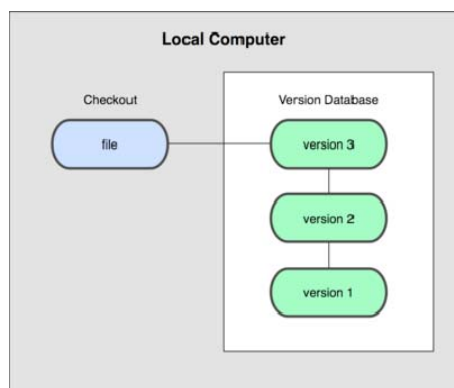 Local Computer
Checkout
Version Database
file
version 3
version 2
version 1